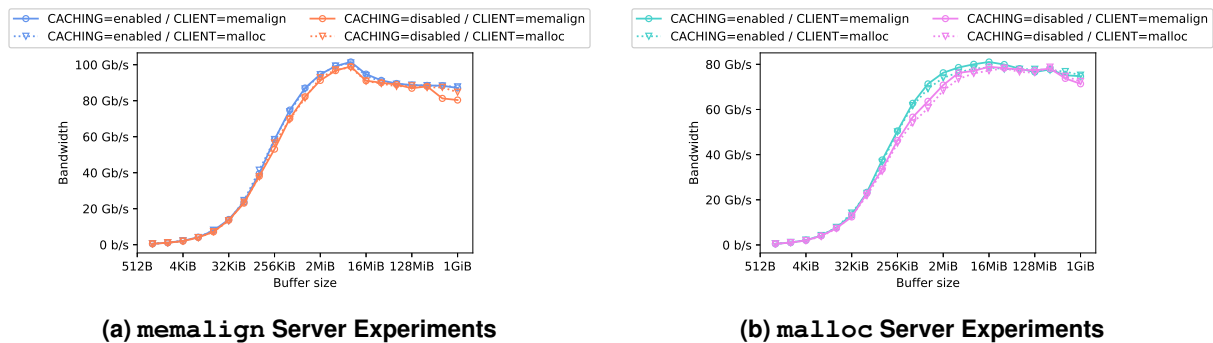 CACHING=enabled / CLIENT=memalign CACHING=disabled / CLIENT=memalign
CACHING=enabled / CLIENT=malloc CACHING=disabled / CLIENT=malloc
100 Gb/s
80 Gb/s
60 Gb/s
40 Gb/s
20 Gb/s
0 b/s
Bandwidth
512B 4KiB 32KiB 256KiB 2MiB 16MiB 128MiB 1GiB
Buffer size
(a) memalign Server Experiments
CACHING=enabled / CLIENT=memalign CACHING=disabled / CLIENT=memalign
CACHING=enabled / CLIENT=malloc CACHING=disabled / CLIENT=malloc
80 Gb/s
60 Gb/s
40 Gb/s
20 Gb/s
0 b/s
Bandwidth
512B 4KiB 32KiB 256KiB 2MiB 16MiB 128MiB 1GiB
Buffer size
(b) malloc Server Experiments